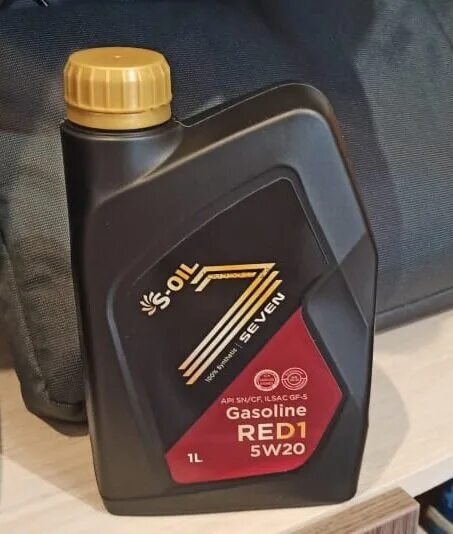 S-OIL
7
SEVEN
100% Synthetic
API SN/CF, ILSAC GF-5
Gasoline
RED1
1L
5W20